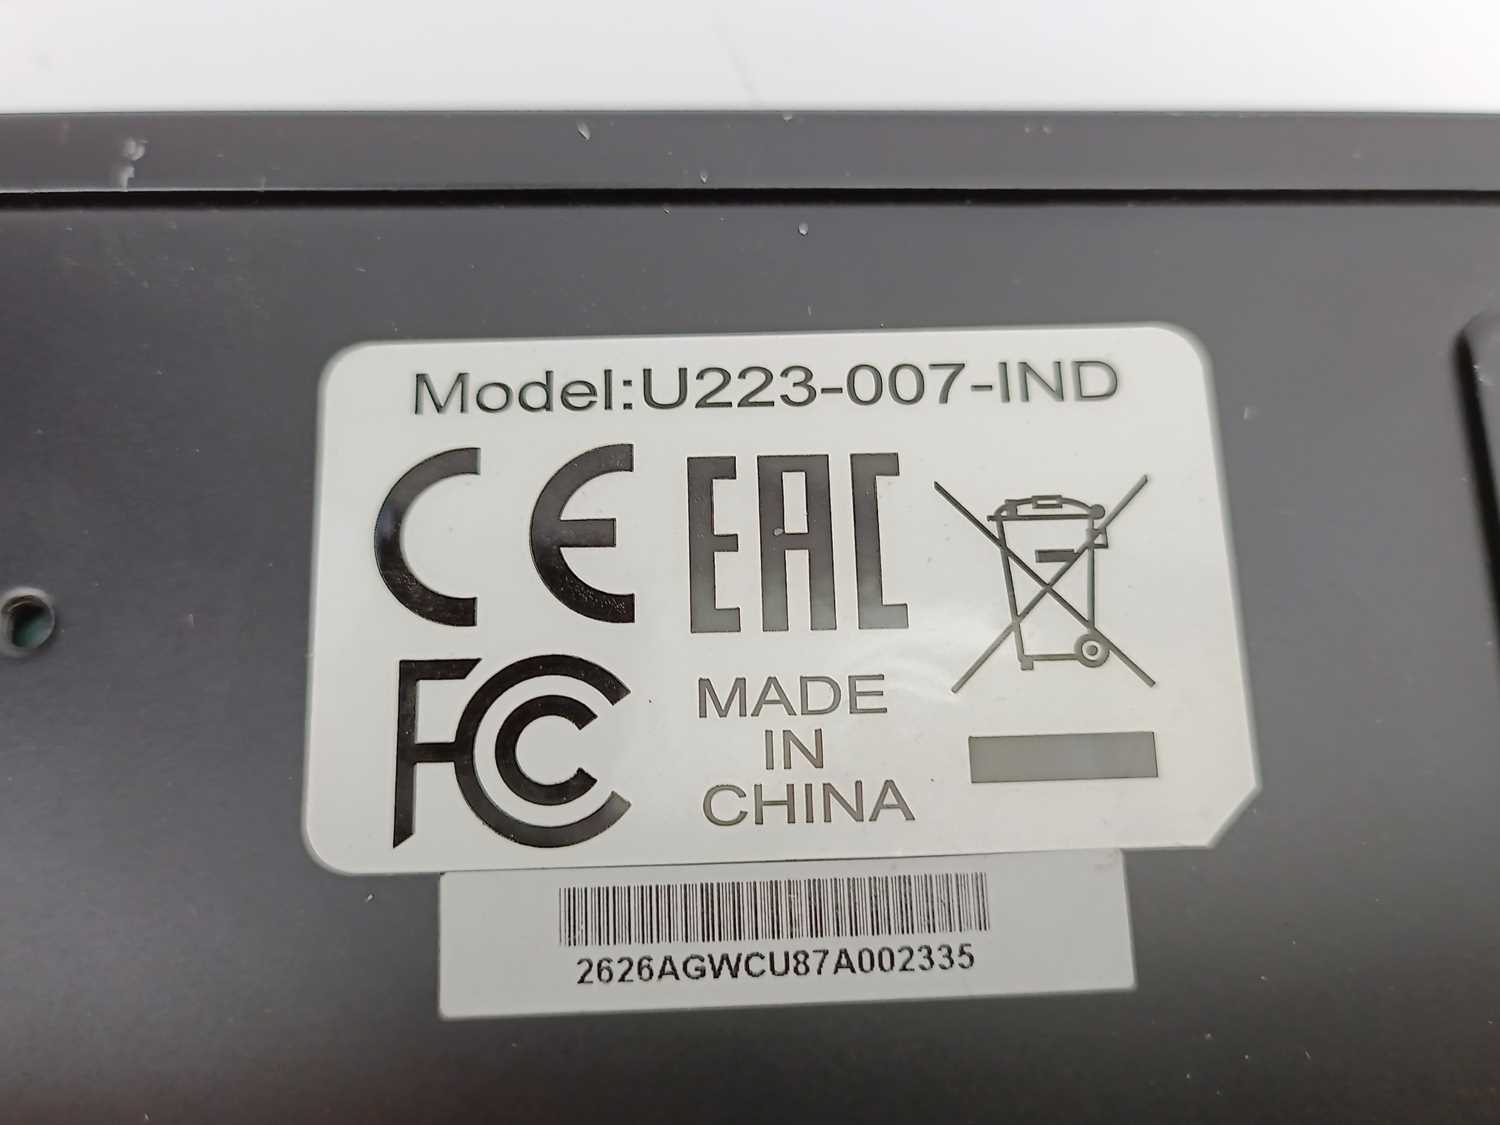 Model:U223-007-IND
CE EAC
FC
MADE
IN
CHINA
2626AGWCU87A002335